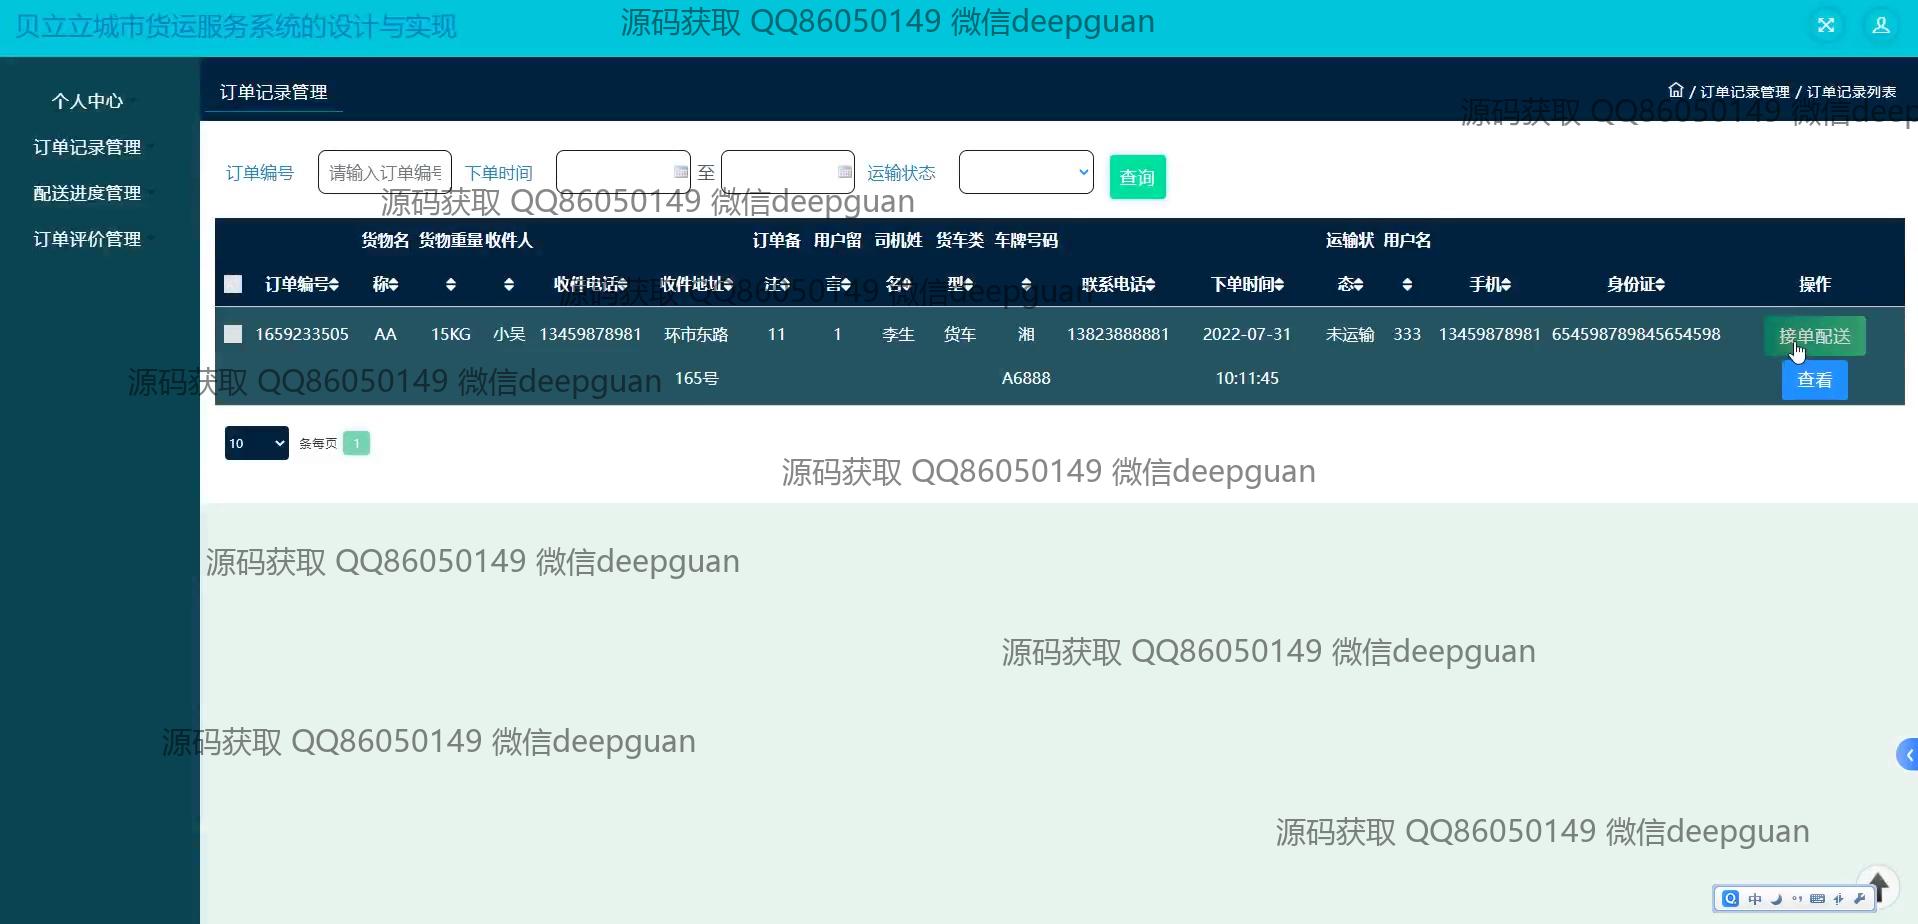 贝立立城市货运服务系统的设计与实现
源码获取 QQ86050149 微信deepguan
个人中心
订单记录管理
配送进度管理
订单评价管理
订单记录管理
/ 订单记录管理 / 订单记录列表
源码获取 QQ86050149 微信deep
订单编号 请输入订单编号 下单时间 至 运输状态 查询
源码获取 QQ86050149 微信deepguan
订单编号 货物名称 货物重量 收件人 收件电话 收件地址 订单备注 用户留言 司机姓名 货车类型 车牌号码 联系电话 下单时间 运输状态 用户名 手机 身份证 操作
源码获取 QQ86050149 微信deepguan
1659233505 AA 15KG 小吴 13459878981 环市东路 11 1 李生 货车 湘 13823888881 2022-07-31 未运输 333 13459878981 654598789845654598 接单配送
165号 A6888 10:11:45 查看
源码获取 QQ86050149 微信deepguan
10 条每页 1
源码获取 QQ86050149 微信deepguan
源码获取 QQ86050149 微信deepguan
源码获取 QQ86050149 微信deepguan
源码获取 QQ86050149 微信deepguan
源码获取 QQ86050149 微信deepguan
中